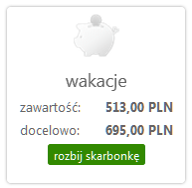 wakacje
zawartość: 513,00 PLN
docelowo: 695,00 PLN
rozbij skarbonkę